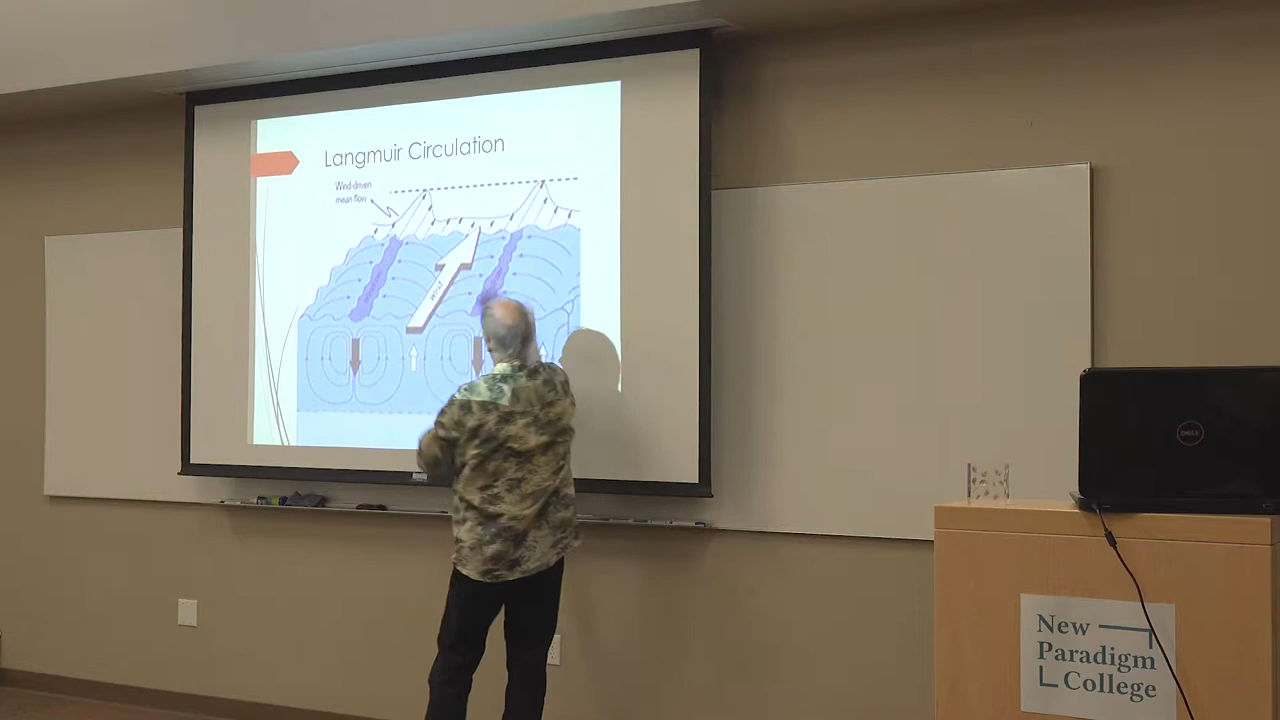 Langmuir Circulation
Wind-driven
mean flow
Wind
DELL
New
Paradigm
College